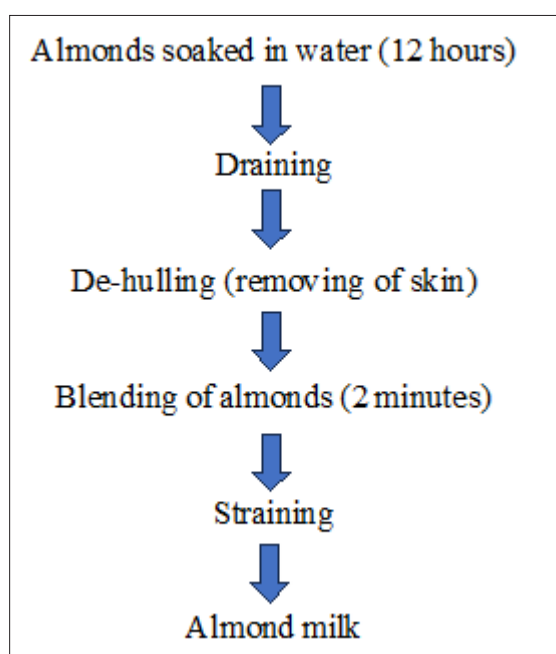 Almonds soaked in water (12 hours)
Draining
De-hulling (removing of skin)
Blending of almonds (2 minutes)
Straining
Almond milk